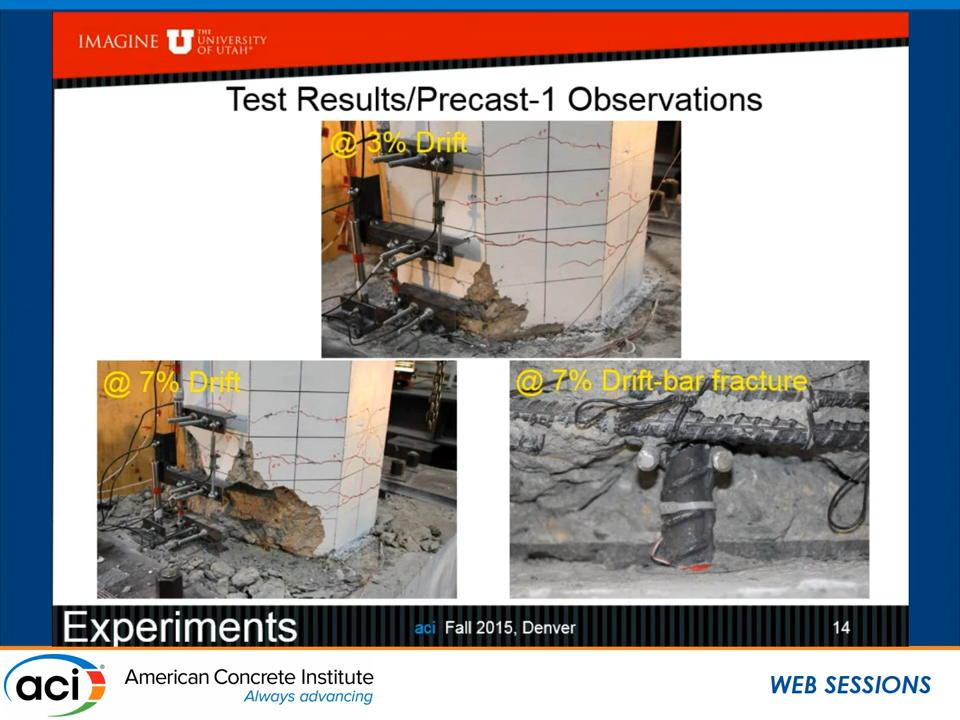 IMAGINE U THE UNIVERSITY OF UTAH®
Test Results/Precast-1 Observations
@ 3% Drift
@ 7% Drift
@ 7% Drift-bar fracture
Experiments
aci Fall 2015, Denver
14
aci
American Concrete Institute
Always advancing
WEB SESSIONS